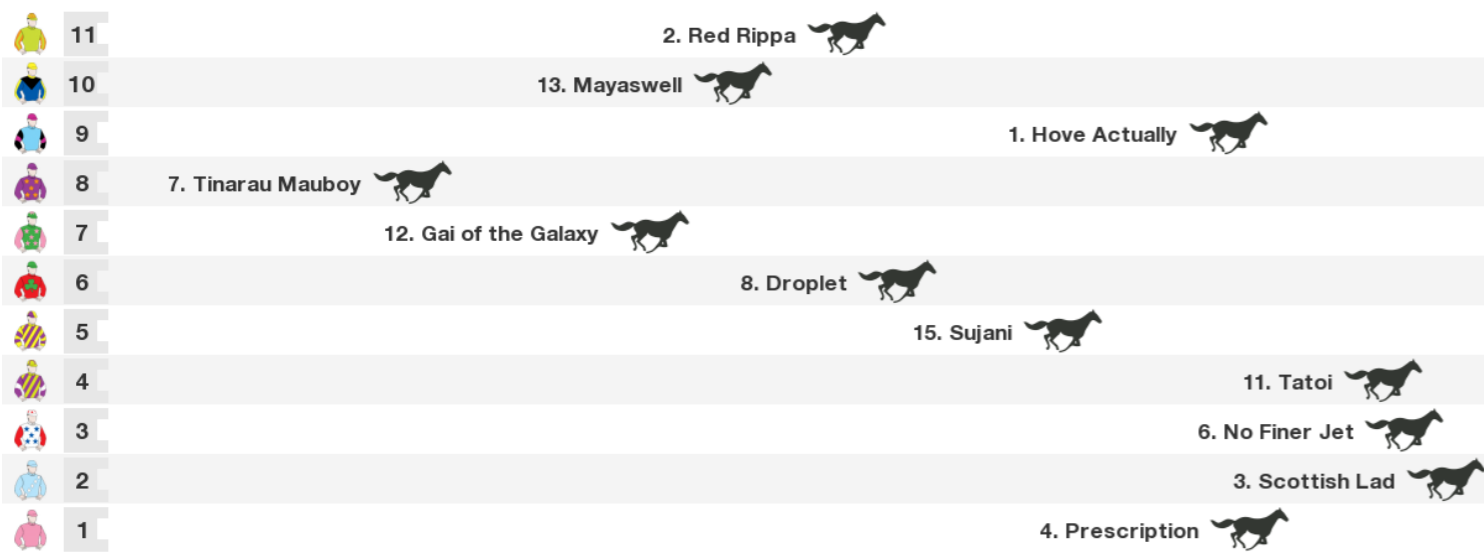 11 2. Red Rippa
10 13. Mayaswell
9 1. Hove Actually
8 7. Tinarau Mauboy
7 12. Gai of the Galaxy
6 8. Droplet
5 15. Sujani
4 11. Tatoi
3 6. No Finer Jet
2 3. Scottish Lad
1 4. Prescription